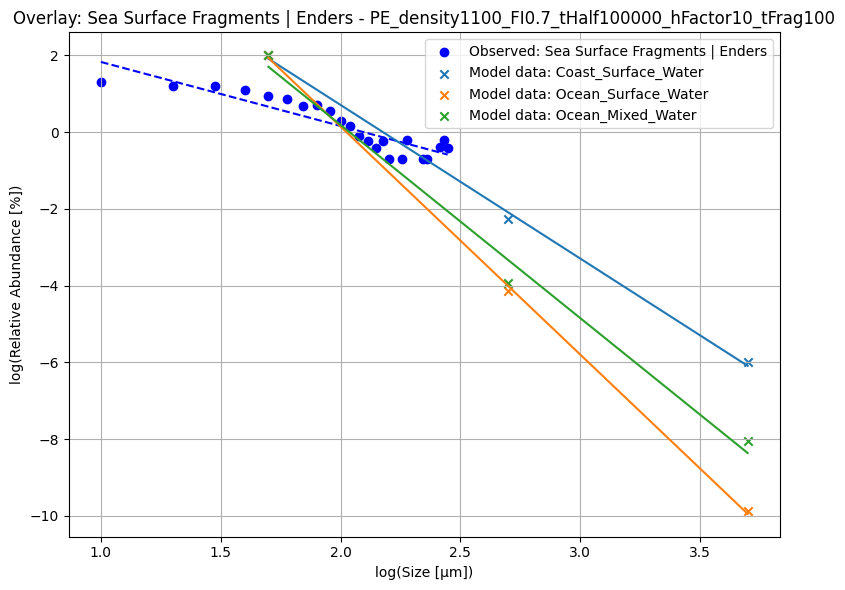 Overlay: Sea Surface Fragments | Enders - PE_density1100_FI0.7_tHalf100000_hFactor10_tFrag100
Observed: Sea Surface Fragments | Enders
Model data: Coast_Surface_Water
Model data: Ocean_Surface_Water
Model data: Ocean_Mixed_Water
log(Relative Abundance [%])
2
0
−2
−4
−6
−8
−10
1.0 1.5 2.0 2.5 3.0 3.5
log(Size [µm])